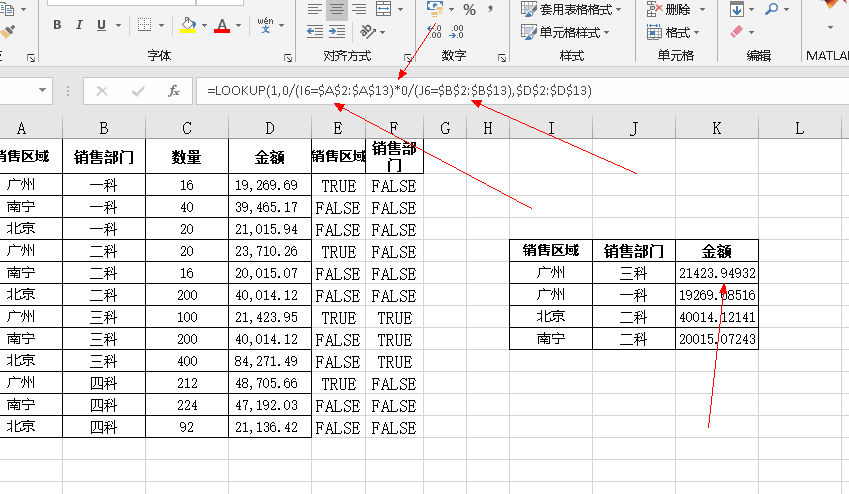 套用表格格式 删除
B I U A wén 文 % 单元格样式 格式 MATLAB
字体 对齐方式 数字 样式 单元格 编辑
fx =LOOKUP(1,0/(I6=$A$2:$A$13)*0/(J6=$B$2:$B$13),$D$2:$D$13)
A B C D E F G H I J K L
销售区域 销售部门 数量 金额 销售区域 销售部门
广州 一科 16 19,269.69 TRUE FALSE
南宁 一科 40 39,465.17 FALSE FALSE
北京 一科 20 21,015.94 FALSE FALSE
广州 二科 20 23,710.26 TRUE FALSE 销售区域 销售部门 金额
南宁 二科 16 20,015.07 FALSE FALSE 广州 三科 21423.94932
北京 二科 200 40,014.12 FALSE FALSE 广州 一科 19269.68516
广州 三科 100 21,423.95 TRUE TRUE 北京 二科 40014.12141
南宁 三科 200 40,014.12 FALSE TRUE 南宁 二科 20015.07243
北京 三科 400 84,271.49 FALSE TRUE
广州 四科 212 48,705.66 TRUE FALSE
南宁 四科 224 47,192.03 FALSE FALSE
北京 四科 92 21,136.42 FALSE FALSE